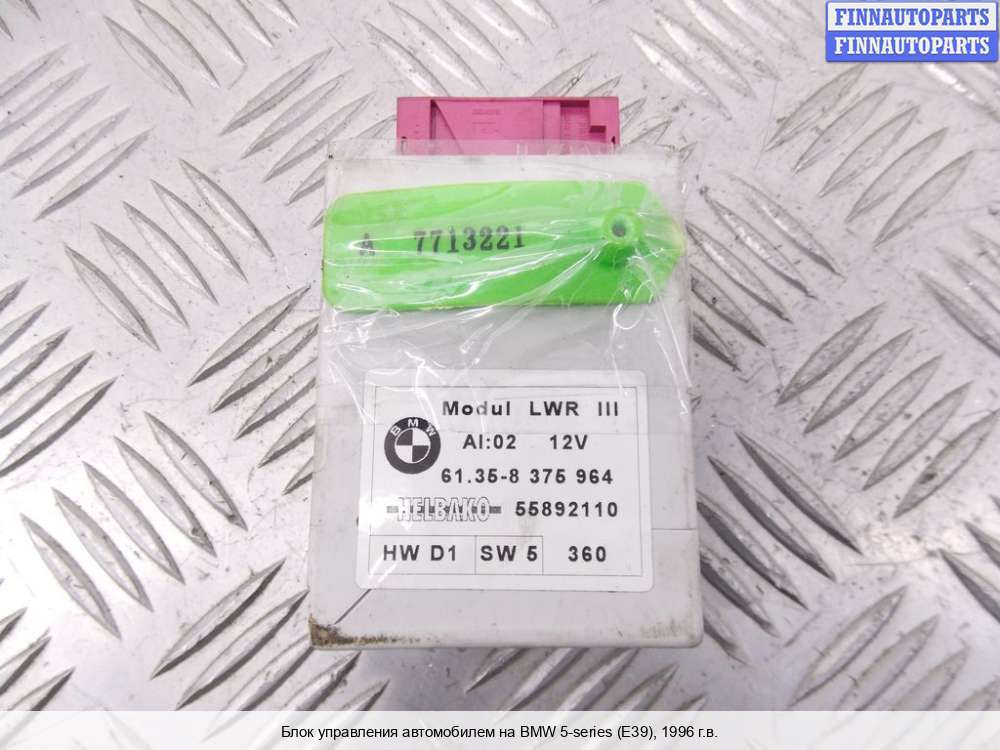 FINNAUTOPARTS
FINNAUTOPARTS
A 7713221
Modul LWR III
BMW
AI:02 12V
61.35-8 375 964
HELBAKO 55892110
HW D1 SW 5 360
Блок управления автомобилем на BMW 5-series (E39), 1996 г.в.